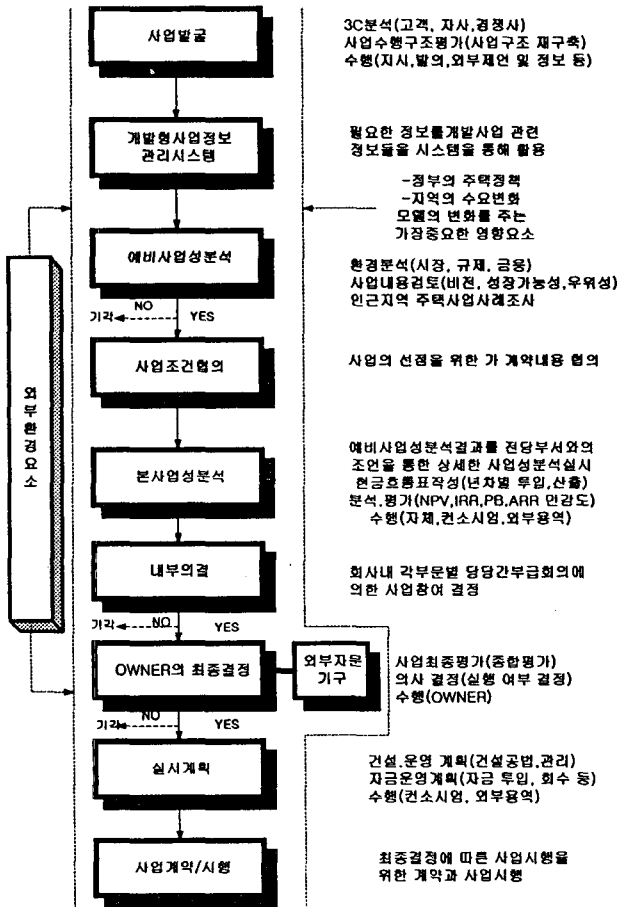 사업발굴
3C분석(고객, 자사,경쟁사)
사업수행구조평가(사업구조 재구축)
수행(지시,발의,외부제언 및 정보 등)
개발형사업정보
관리시스템
필요한 정보를개발사업 관련
정보들을 시스템을 통해 활용
-정부의 주택정책
-지역의 수요변화
모델의 변화를 주는
가장중요한 영향요소
예비사업성분석
환경분석(시장, 규제, 금융)
사업내용검토(비전, 성장가능성,우위성)
인근지역 주택사업사례조사
NO
기각
YES
외부환경요소
사업조건협의
사업의 선점을 위한 가 계약내용 협의
본사업성분석
예비사업성분석결과를 전담부서와의
조언을 통한 상세한 사업성분석실시
현금흐름표작성(년차별 투입,산출)
분석.평가(NPV,IRR,PB,ARR 민감도)
수행(자체,컨소시엄,외부용역)
내부의결
회사내 각부문별 담당간부급회의에
의한 사업참여 결정
기각
NO
YES
OWNER의 최종결정
외부자문
기구
사업최종평가(종합평가)
의사 결정(실행 여부 결정)
수행(OWNER)
NO
기각
YES
실시계획
건설.운영 계획(건설공법,관리)
자금운영계획(자금 투입, 회수 등)
수행(컨소시엄, 외부용역)
사업계약/시행
최종결정에 따른 사업시행을
위한 계약과 사업시행